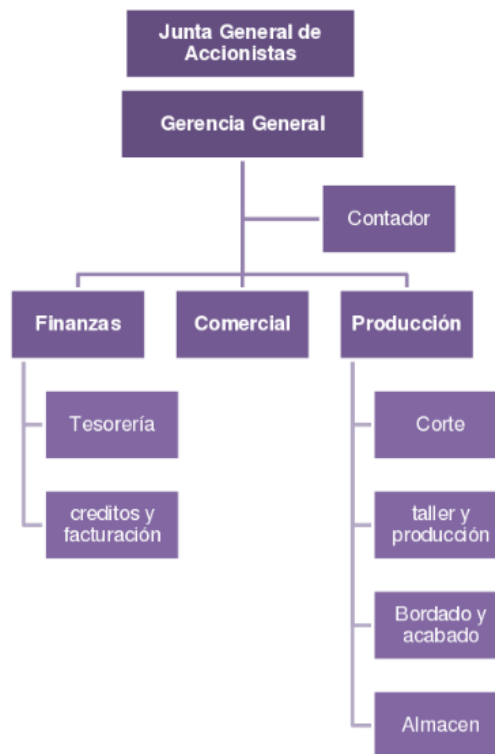 Junta General de
Accionistas
Gerencia General
Contador
Finanzas
Comercial
Producción
Tesorería
Corte
creditos y
facturación
taller y
producción
Bordado y
acabado
Almacen